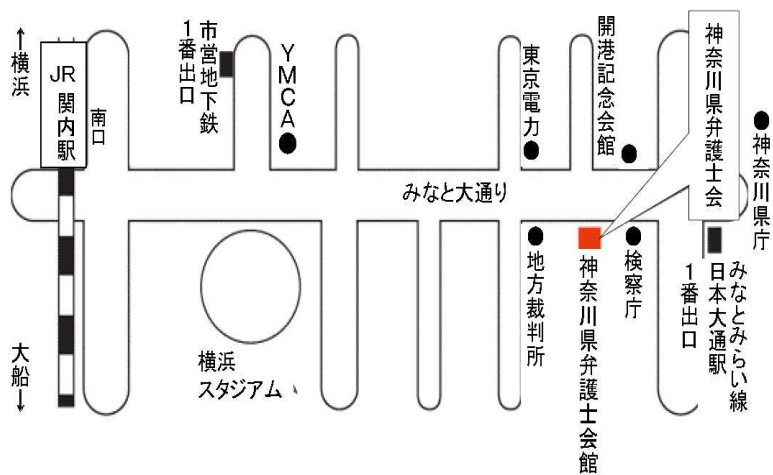 ←横浜
JR
関内駅
南口
市営地下鉄
1番出口
YMCA
東京電力
開港記念会館
神奈川県弁護士会
神奈川県庁
みなと大通り
大船→
横浜
スタジアム
地方裁判所
神奈川県弁護士会館
検察庁
みなとみらい線
日本大通駅
1番出口